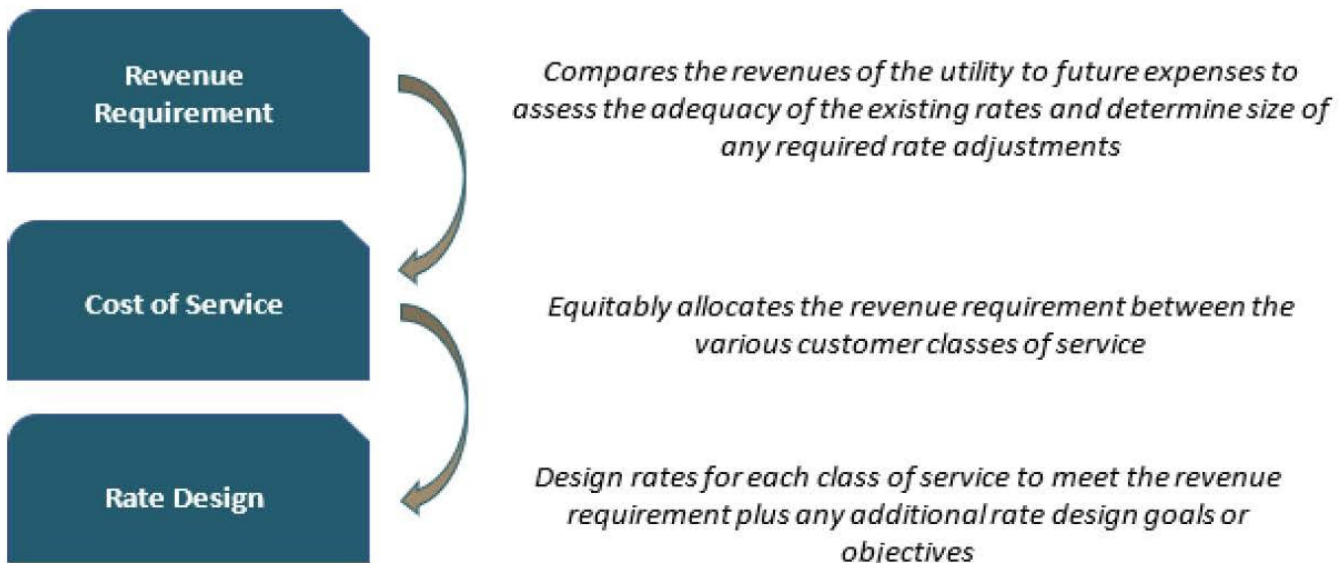 Revenue
Requirement
Compares the revenues of the utility to future expenses to
assess the adequacy of the existing rates and determine size of
any required rate adjustments
Cost of Service
Equitably allocates the revenue requirement between the
various customer classes of service
Rate Design
Design rates for each class of service to meet the revenue
requirement plus any additional rate design goals or
objectives